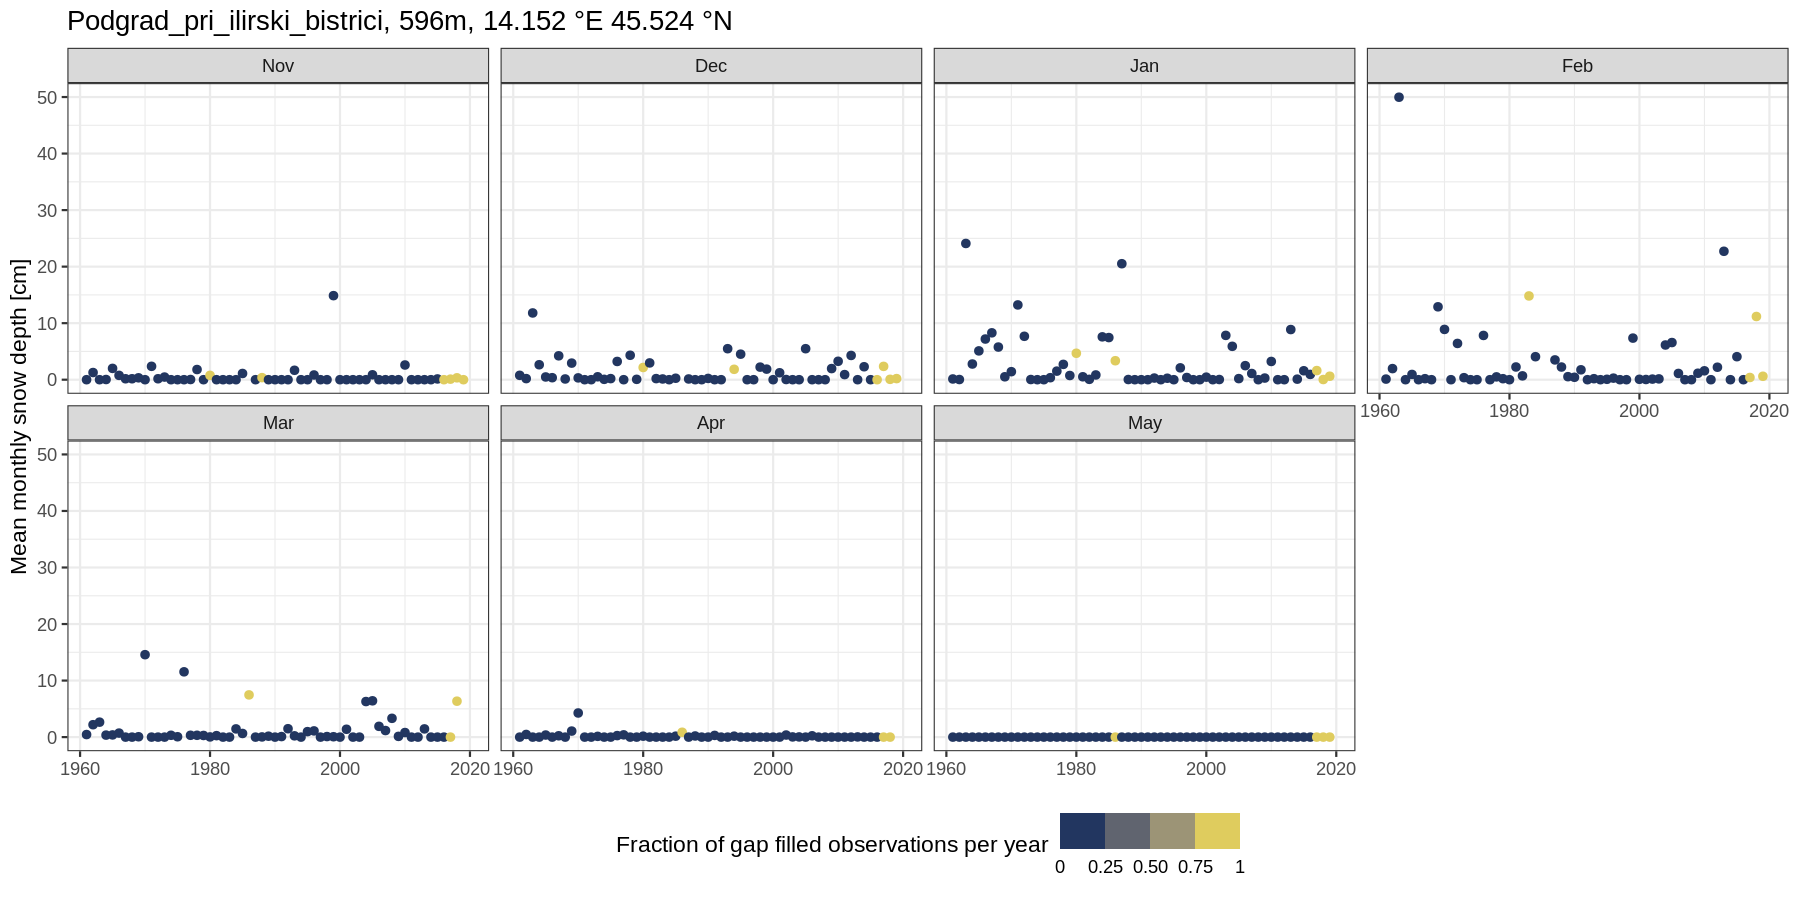 Podgrad_pri_ilirski_bistrici, 596m, 14.152 °E 45.524 °N
Nov Dec Jan Feb
50
40
30
20
10
0
1960 1980 2000 2020
Mar Apr May
50
40
30
20
10
0
1960 1980 2000 2020 1960 1980 2000 2020 1960 1980 2000 2020
Mean monthly snow depth [cm]
Fraction of gap filled observations per year
0 0.25 0.50 0.75 1